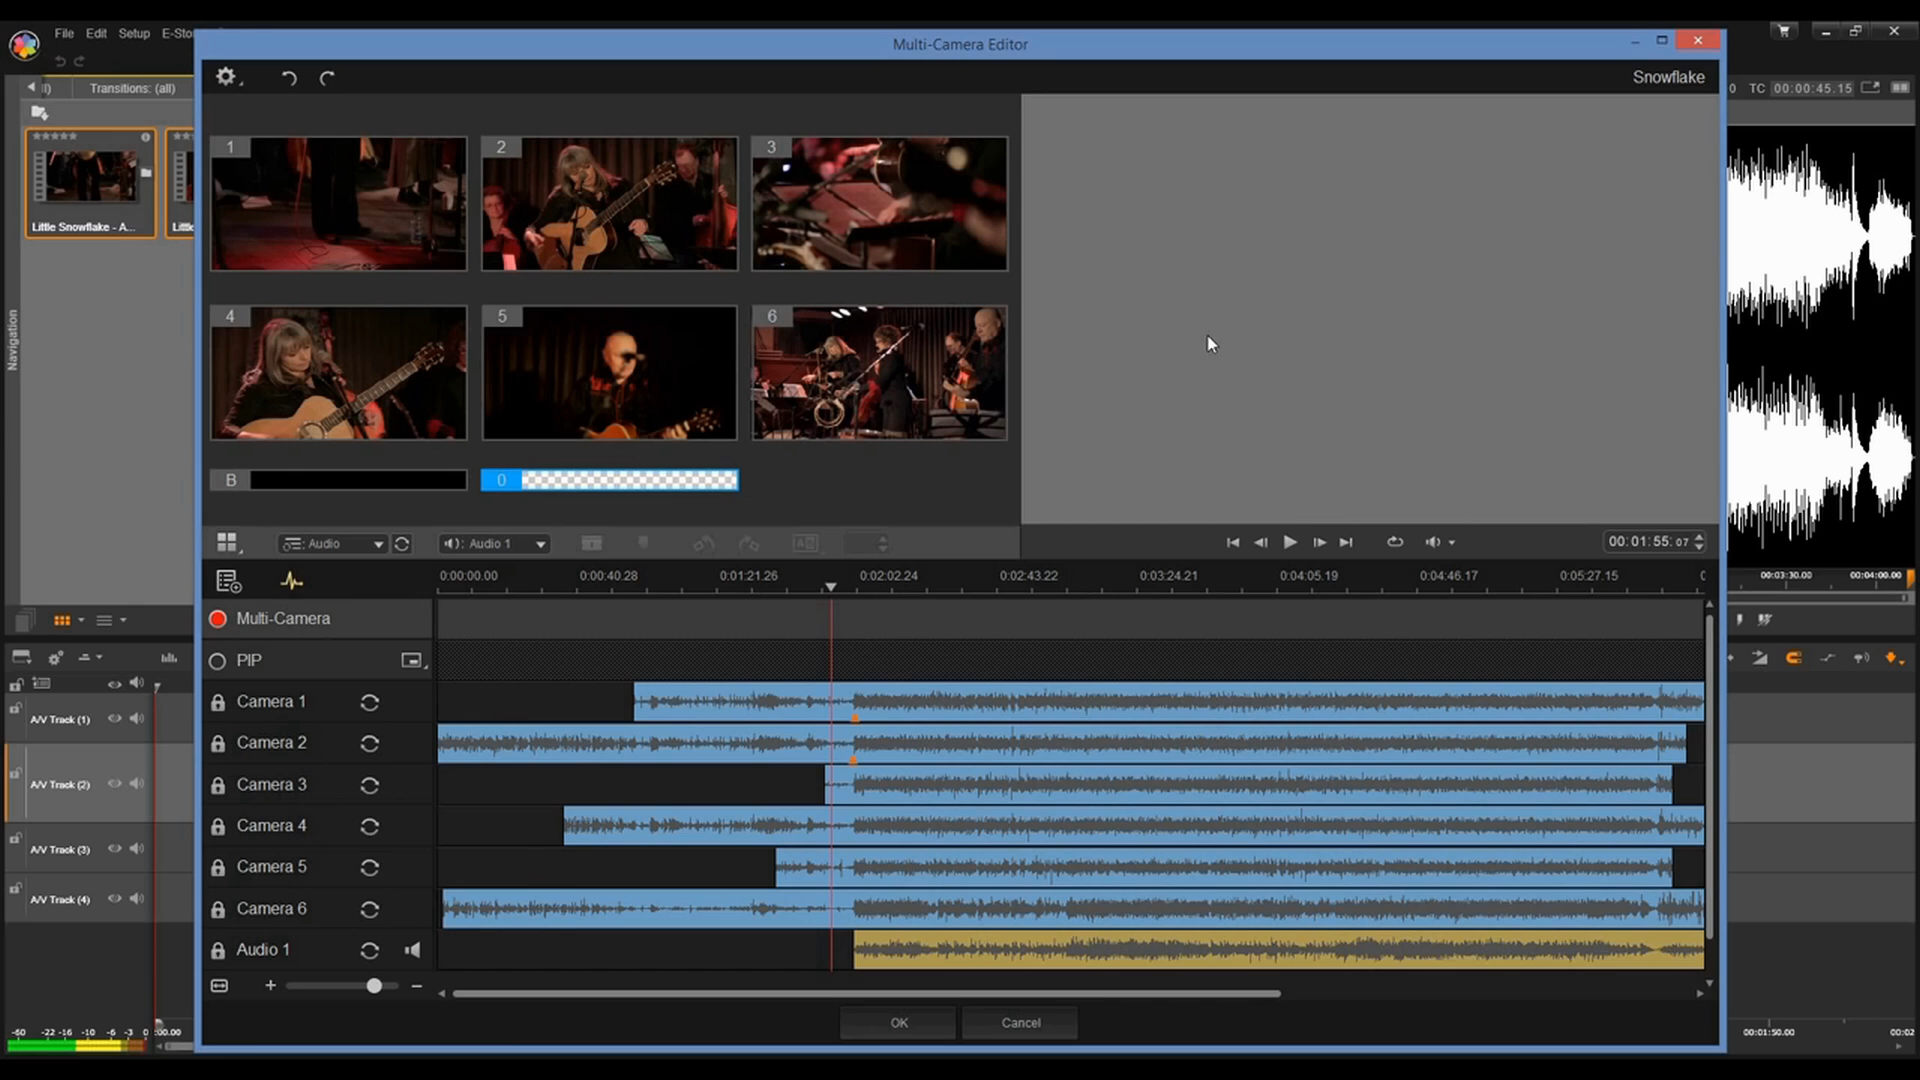 File Edit Setup E-Sto
Multi-Camera Editor
Snowflake
Transitions: (all)
TC 00:00:45.15
Little Snowflake - A...
Navigation
1
2
3
4
5
6
B
0
Audio
Audio 1
00:01:55:07
0:00:00.00 0:00:40.28 0:01:21.26 0:02:02.24 0:02:43.22 0:03:24.21 0:04:05.19 0:04:46.17 0:05:27.15
00:03:30.00 00:04:00.00
Multi-Camera
PIP
Camera 1
Camera 2
Camera 3
Camera 4
Camera 5
Camera 6
Audio 1
A/V Track (1)
A/V Track (2)
A/V Track (3)
A/V Track (4)
OK
Cancel
-60 -22 -16 -10 -6 -3 0 :00.00
00:01:50.00 00:02